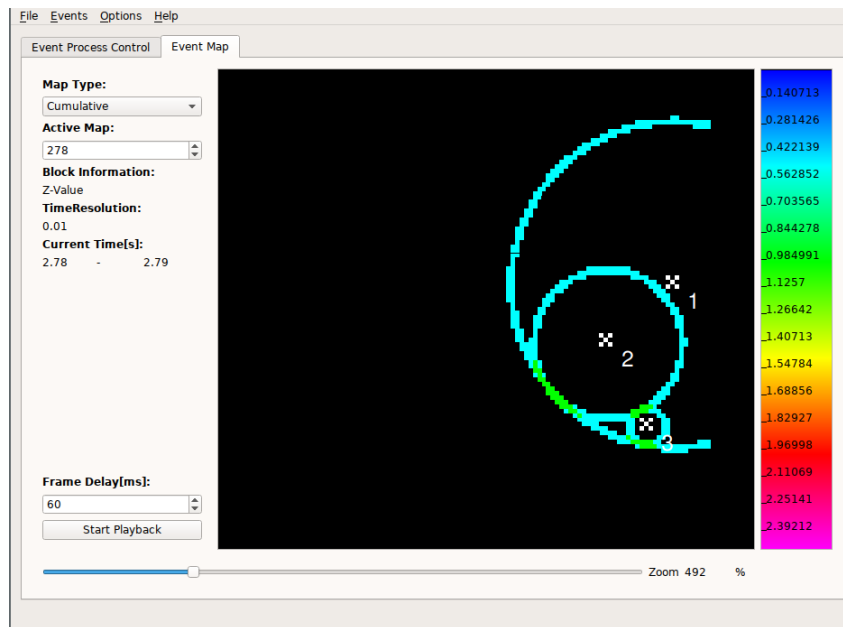 File Events Options Help
Event Process Control Event Map
Map Type:
Cumulative
Active Map:
278
Block Information:
Z-Value
TimeResolution:
0.01
Current Time[s]:
2.78 - 2.79
1
2
3
0.140713
0.281426
0.422139
0.562852
0.703565
0.844278
0.984991
1.1257
1.26642
1.40713
1.54784
1.68856
1.82927
1.96998
2.11069
2.25141
2.39212
Frame Delay[ms]:
60
Start Playback
Zoom 492 %